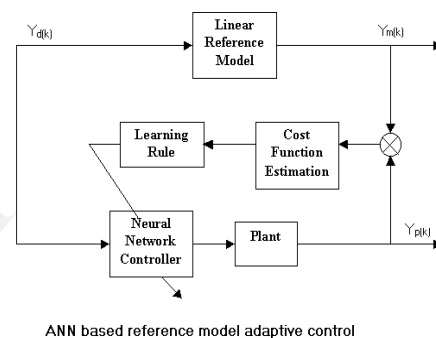 Yd(k)
Linear
Reference
Model
Ym(k)
Learning
Rule
Cost
Function
Estimation
Neural
Network
Controller
Plant
Yp(k)
ANN based reference model adaptive control